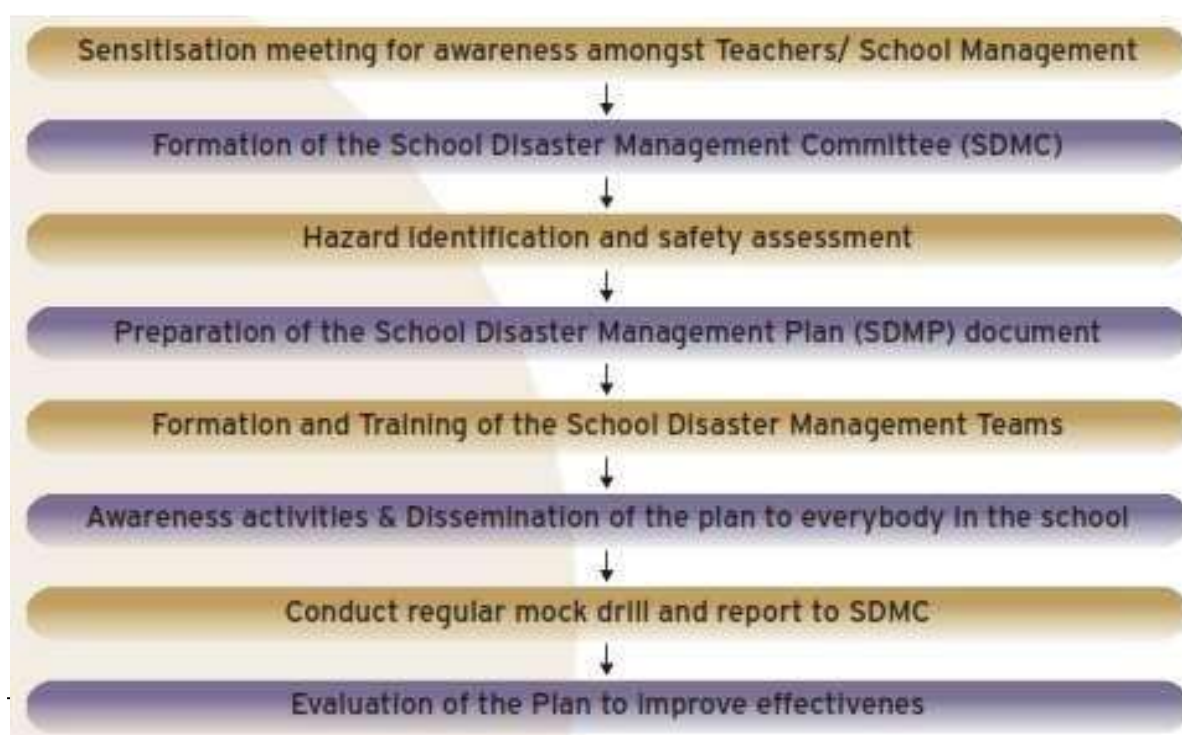 Sensitisation meeting for awareness amongst Teachers/ School Management
Formation of the School Disaster Management Committee (SDMC)
Hazard identification and safety assessment
Preparation of the School Disaster Management Plan (SDMP) document
Formation and Training of the School Disaster Management Teams
Awareness activities & Dissemination of the plan to everybody in the school
Conduct regular mock drill and report to SDMC
Evaluation of the Plan to improve effectivenes